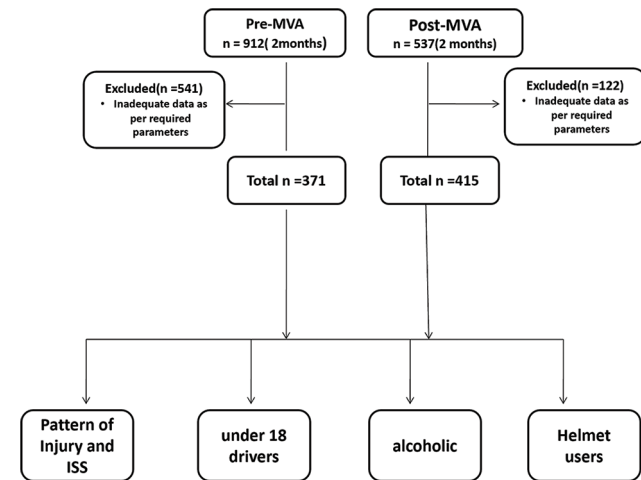 Pre-MVA
n = 912( 2months)
Post-MVA
n = 537(2 months)
Excluded(n =541)
• Inadequate data as
per required
parameters
Excluded(n =122)
• Inadequate data as
per required
parameters
Total n =371
Total n =415
Pattern of
Injury and
ISS
under 18
drivers
alcoholic
Helmet
users